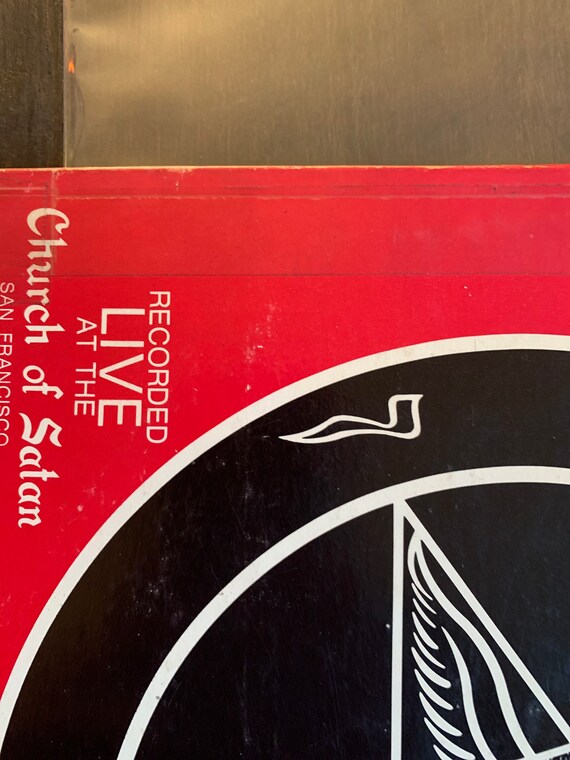 RECORDED
LIVE
AT THE
Church of Satan
SAN FRANCISCO